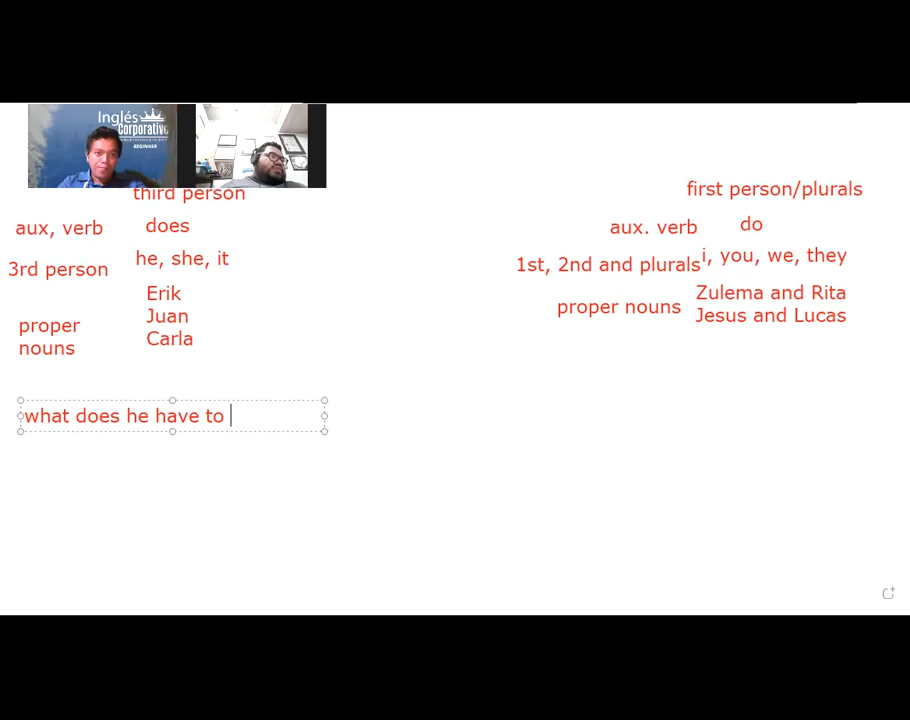 Inglés
Corporativo
BEGINNER
third person
aux, verb
does
3rd person
he, she, it
Erik
Juan
Carla
proper
nouns
what does he have to
first person/plurals
aux. verb
do
1st, 2nd and plurals
i, you, we, they
proper nouns
Zulema and Rita
Jesus and Lucas